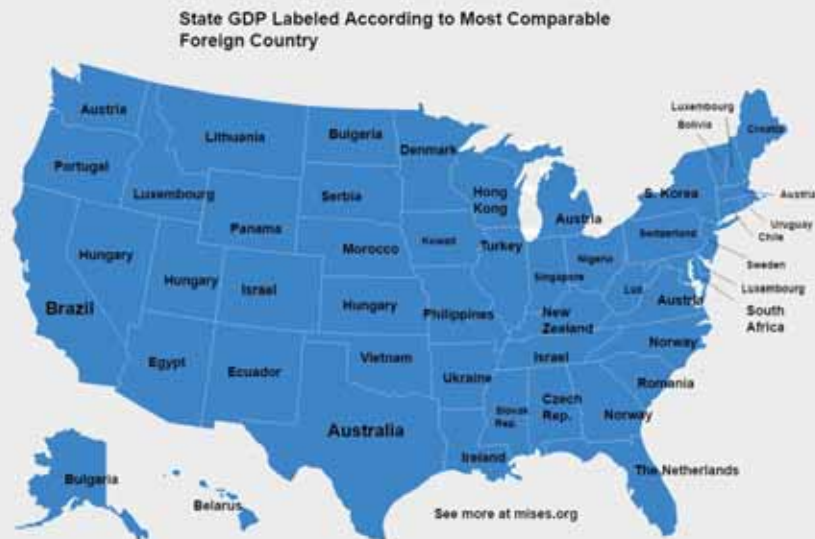 State GDP Labeled According to Most Comparable
Foreign Country
Austria
Lithuania
Bulgaria
Denmark
Luxembourg
Bolivia
Croatia
Portugal
Luxembourg
Serbia
Hong
Kong
Austria
S. Korea
Austria
Panama
Uruguay
Chile
Hungary
Morocco
Kuwait
Turkey
Nigeria
Switzerland
Sweden
Hungary
Israel
Singapore
Lux
Luxembourg
Brazil
Hungary
Philippines
New
Zealand
Austria
South
Africa
Egypt
Ecuador
Vietnam
Israel
Norway
Ukraine
Romania
Australia
Slovak
Rep.
Czech
Rep.
Norway
Ireland
The Netherlands
Bulgaria
Belarus
See more at mises.org